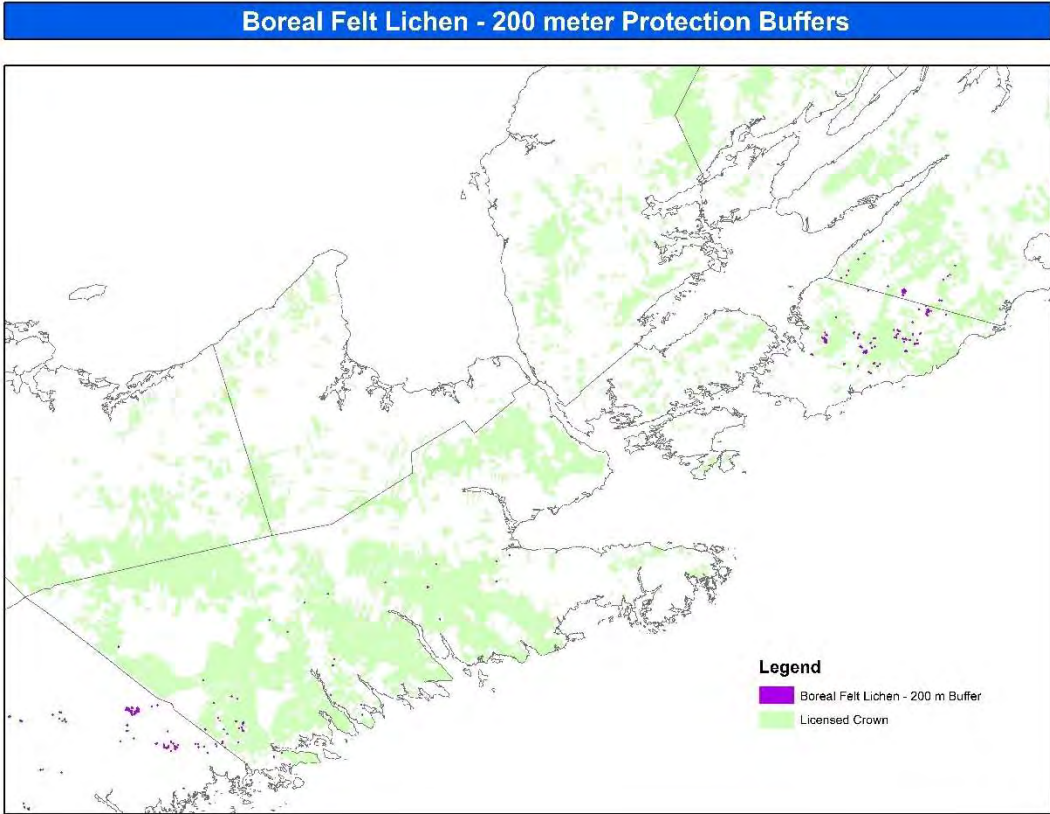 Boreal Felt Lichen - 200 meter Protection Buffers
Legend
Boreal Felt Lichen - 200 m Buffer
Licensed Crown